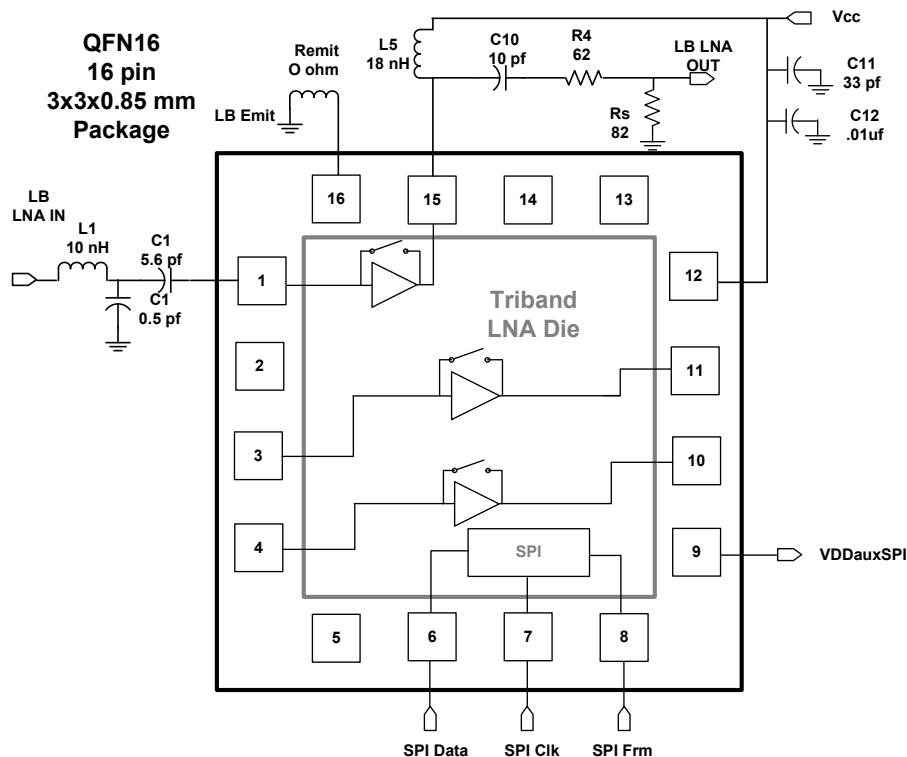 QFN16
16 pin
3x3x0.85 mm
Package
Remit
O ohm
LB Emit
L5
18 nH
C10
10 pf
R4
62
LB LNA
OUT
Rs
82
Vcc
C11
33 pf
C12
.01uf
LB
LNA IN
L1
10 nH
C1
5.6 pf
C1
0.5 pf
16
15
14
13
1
2
3
4
5
6
7
8
9
10
11
12
Triband
LNA Die
SPI
VDDauxSPI
SPI Data
SPI Clk
SPI Frm